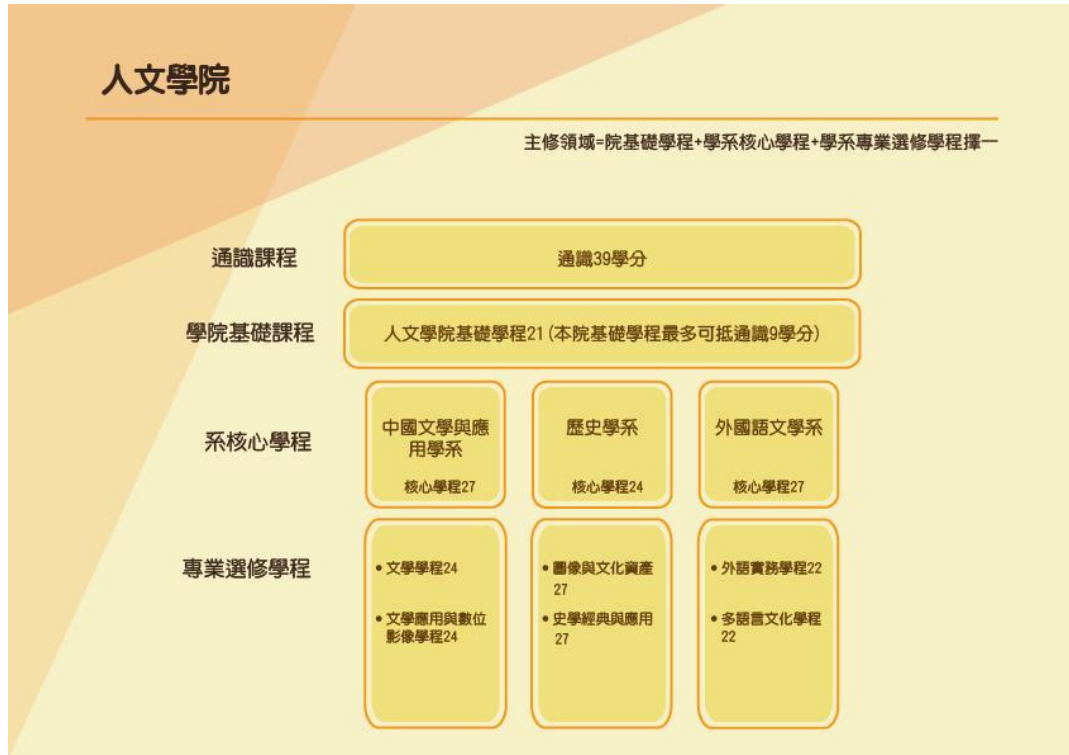 人文學院
主修領域=院基礎學程+學系核心學程+學系專業選修學程擇一
通識課程
通識39學分
學院基礎課程
人文學院基礎學程21(本院基礎學程最多可抵通識9學分)
系核心學程
中國文學與應
用學系
核心學程27
歷史學系
核心學程24
外國語文學系
核心學程27
專業選修學程
• 文學學程24
• 文學應用與數位
影像學程24
• 圖像與文化資產
27
• 史學經典與應用
27
• 外語實務學程22
• 多語言文化學程
22